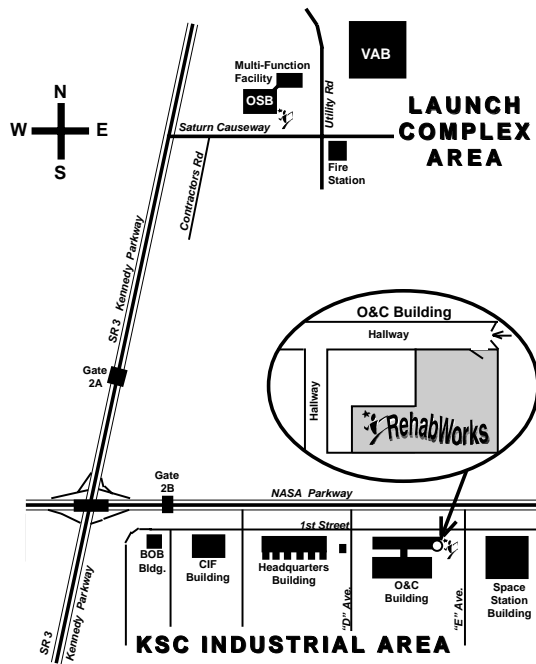 VAB
Multi-Function
Facility
OSB
Utility Rd
N
W E
S
Saturn Causeway
LAUNCH
COMPLEX
AREA
Contractors Rd
Fire
Station
SR 3 Kennedy Parkway
O&C Building
Hallway
Gate
2A
Hallway
RehabWorks
Gate
2B
NASA Parkway
1st Street
BOB
Bldg.
CIF
Building
Headquarters
Building
"D" Ave.
O&C
Building
"E" Ave.
Space
Station
Building
SR 3
Kennedy Parkway
KSC INDUSTRIAL AREA